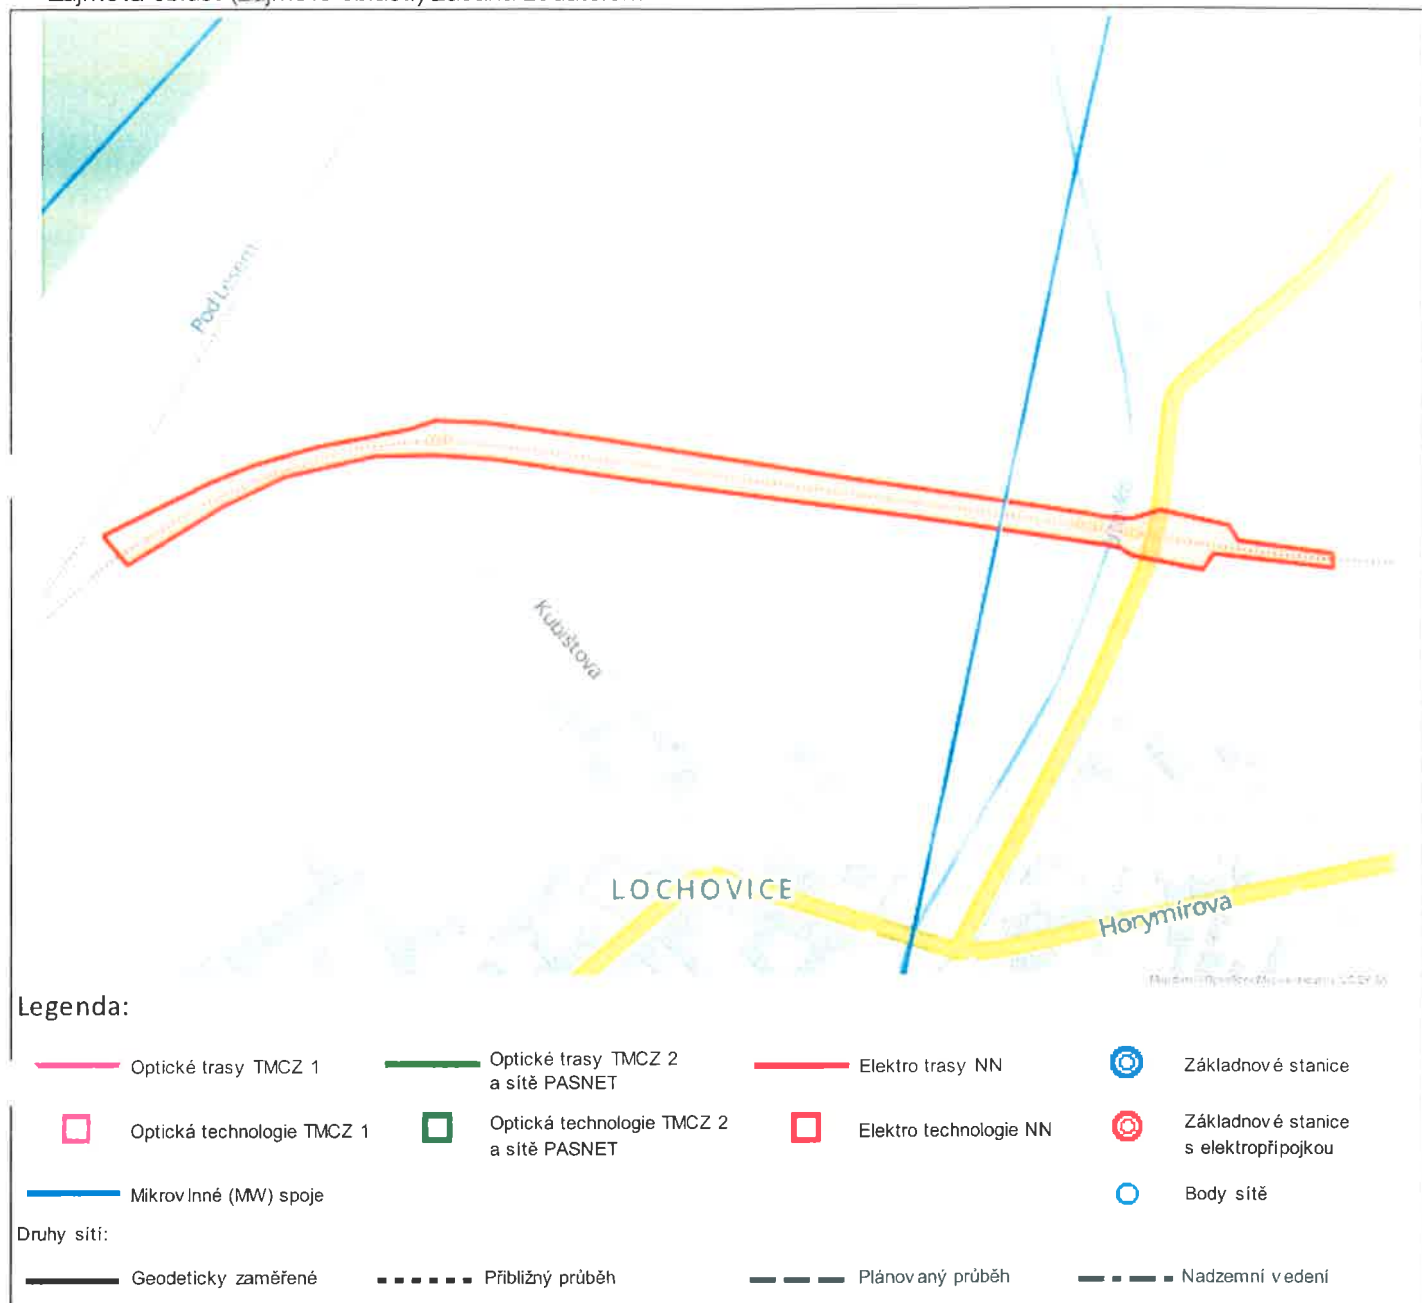 Pod Lesem
Kubištova
LOCHOVICE
Horymírova
Legenda:
Optické trasy TMCZ 1
Optické trasy TMCZ 2
a sítě PASNET
Elektro trasy NN
Základnové stanice
Optická technologie TMCZ 1
Optická technologie TMCZ 2
a sítě PASNET
Elektro technologie NN
Základnové stanice
s elektropřipojkou
Mikrovlnné (MW) spoje
Body sítě
Druhy sítí:
Geodeticky zaměřené
Přibližný průběh
Plánovaný průběh
Nadzemní vedení